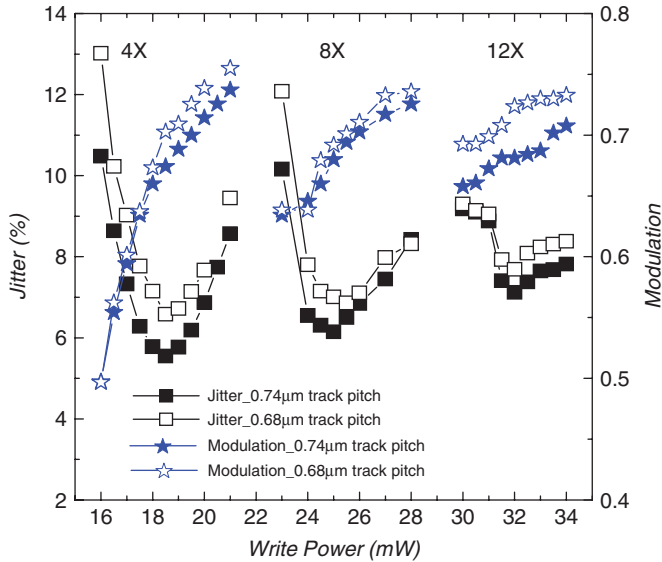 14
12
10
8
6
4
2
Jitter (%)
4X
8X
12X
0.8
0.7
0.6
0.5
0.4
Modulation
Jitter_0.74µm track pitch
Jitter_0.68µm track pitch
Modulation_0.74µm track pitch
Modulation_0.68µm track pitch
16 18 20 22 24 26 28 30 32 34
Write Power (mW)